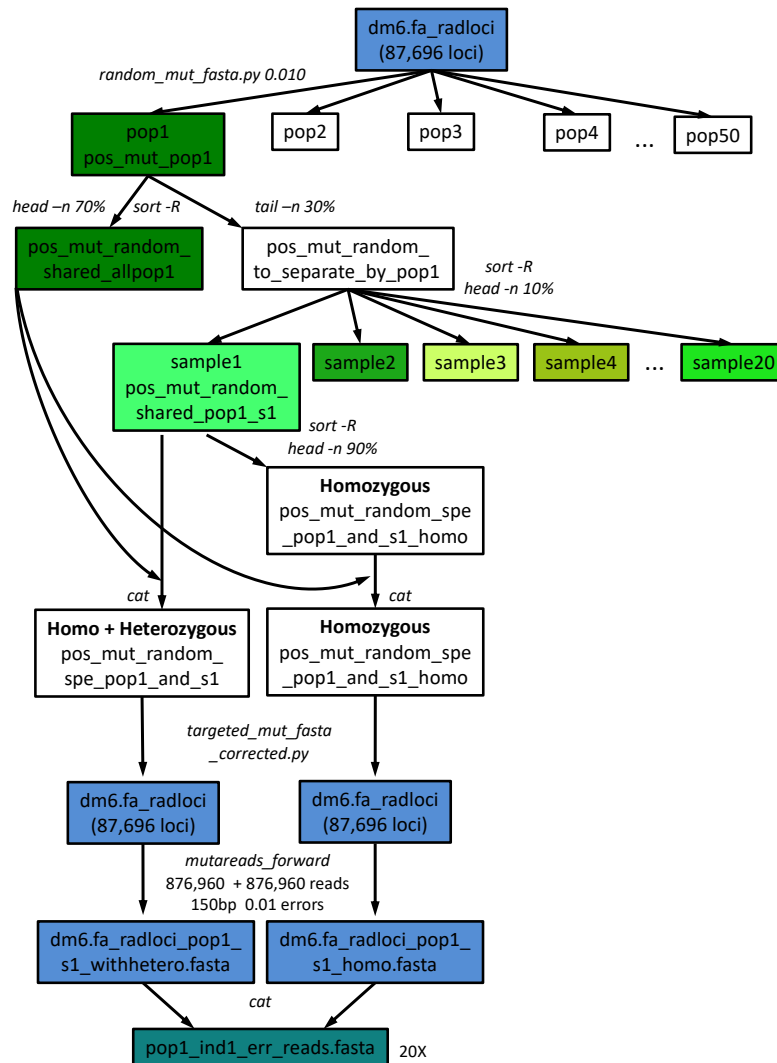 dm6.fa_radloci
(87,696 loci)
random_mut_fasta.py 0.010
pop1
pos_mut_pop1
pop2
pop3
pop4
...
pop50
head –n 70%
sort -R
tail –n 30%
pos_mut_random_
shared_allpop1
pos_mut_random_
to_separate_by_pop1
sort -R
head -n 10%
sample1
pos_mut_random_
shared_pop1_s1
sample2
sample3
sample4
...
sample20
sort -R
head -n 90%
Homozygous
pos_mut_random_spe
_pop1_and_s1_homo
cat
cat
Homo + Heterozygous
pos_mut_random_
spe_pop1_and_s1
Homozygous
pos_mut_random_spe
_pop1_and_s1_homo
targeted_mut_fasta
_corrected.py
dm6.fa_radloci
(87,696 loci)
dm6.fa_radloci
(87,696 loci)
mutareads_forward
876,960 + 876,960 reads
150bp 0.01 errors
dm6.fa_radloci_pop1_
s1_withhetero.fasta
dm6.fa_radloci_pop1_
s1_homo.fasta
cat
pop1_ind1_err_reads.fasta
20X